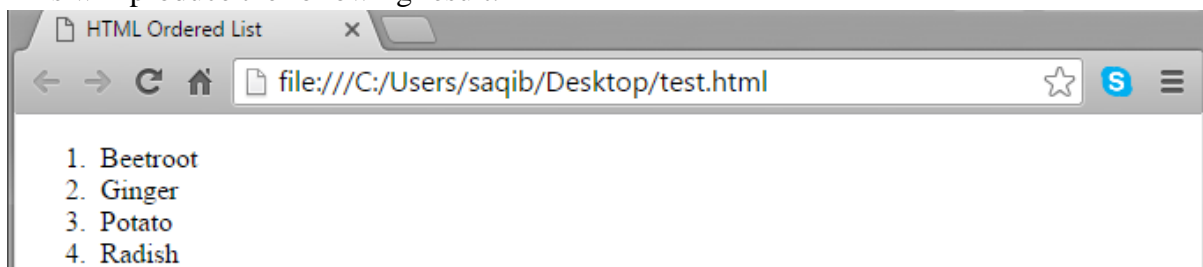 HTML Ordered List
file:///C:/Users/saqib/Desktop/test.html
1. Beetroot
2. Ginger
3. Potato
4. Radish